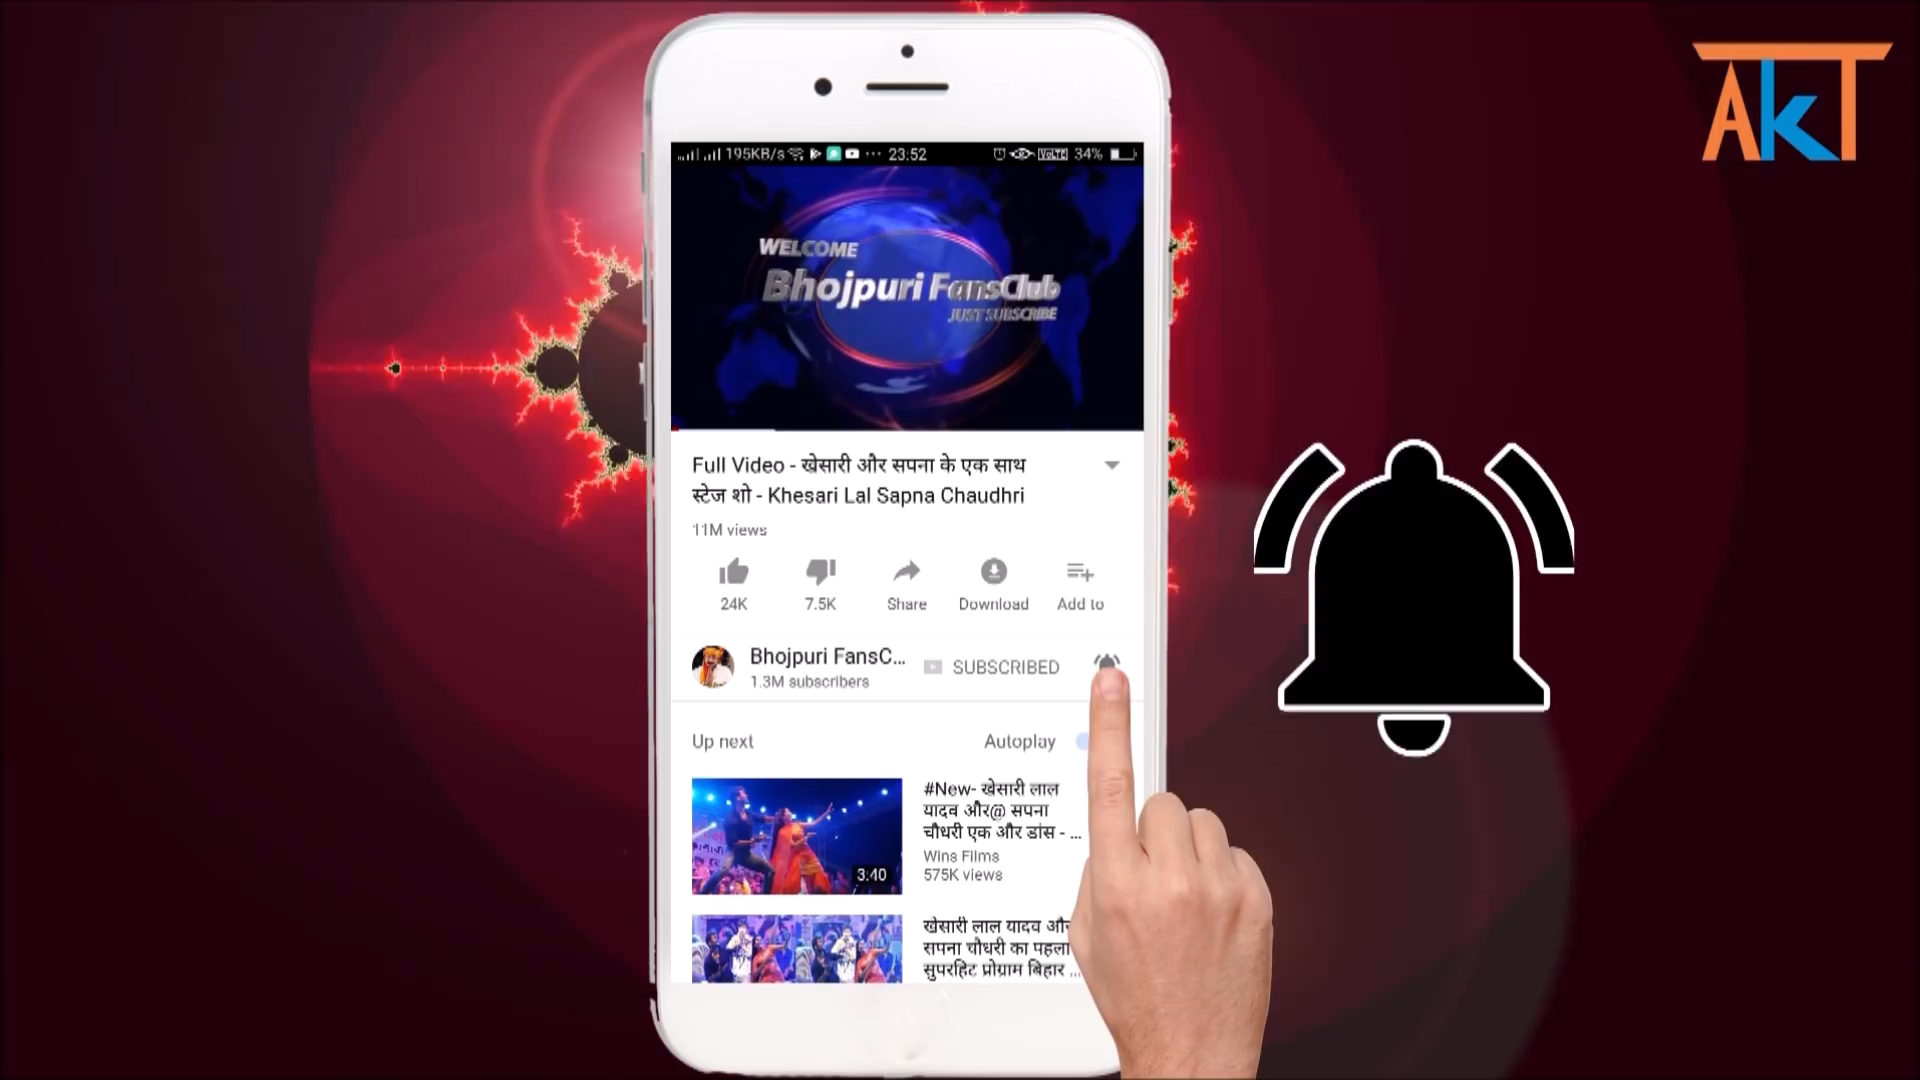 AKT
195KB/s ... 23:52 VoLTE 34%
WELCOME
Bhojpuri FansClub
JUST SUBSCRIBE
Full Video - खेसारी और सपना के एक साथ
स्टेज शो - Khesari Lal Sapna Chaudhri
11M views
24K 7.5K Share Download Add to
Bhojpuri FansC... SUBSCRIBED
1.3M subscribers
Up next Autoplay
#New- खेसारी लाल
यादव और@ सपना
चौधरी एक और डांस - ...
Wins Films
575K views
3:40
खेसारी लाल यादव और
सपना चौधरी का पहला
सुपरहिट प्रोग्राम बिहार ...